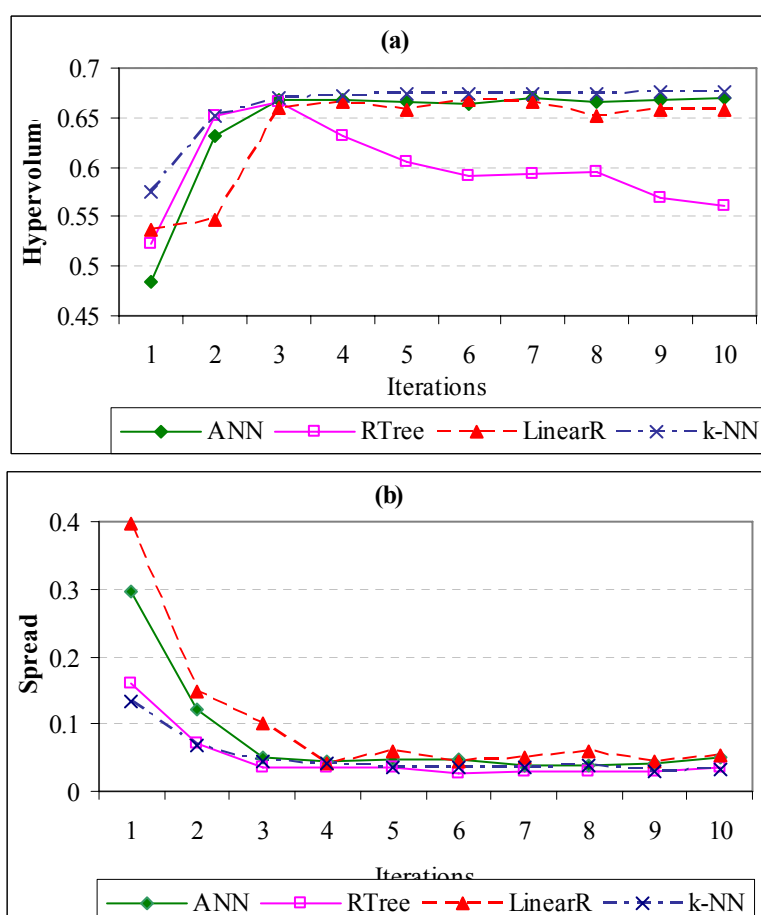 (a)
Hypervolum
0.7
0.65
0.6
0.55
0.5
0.45
1 2 3 4 5 6 7 8 9 10
Iterations
ANN RTree LinearR k-NN
(b)
Spread
0.4
0.3
0.2
0.1
0
1 2 3 4 5 6 7 8 9 10
Iterations
ANN RTree LinearR k-NN